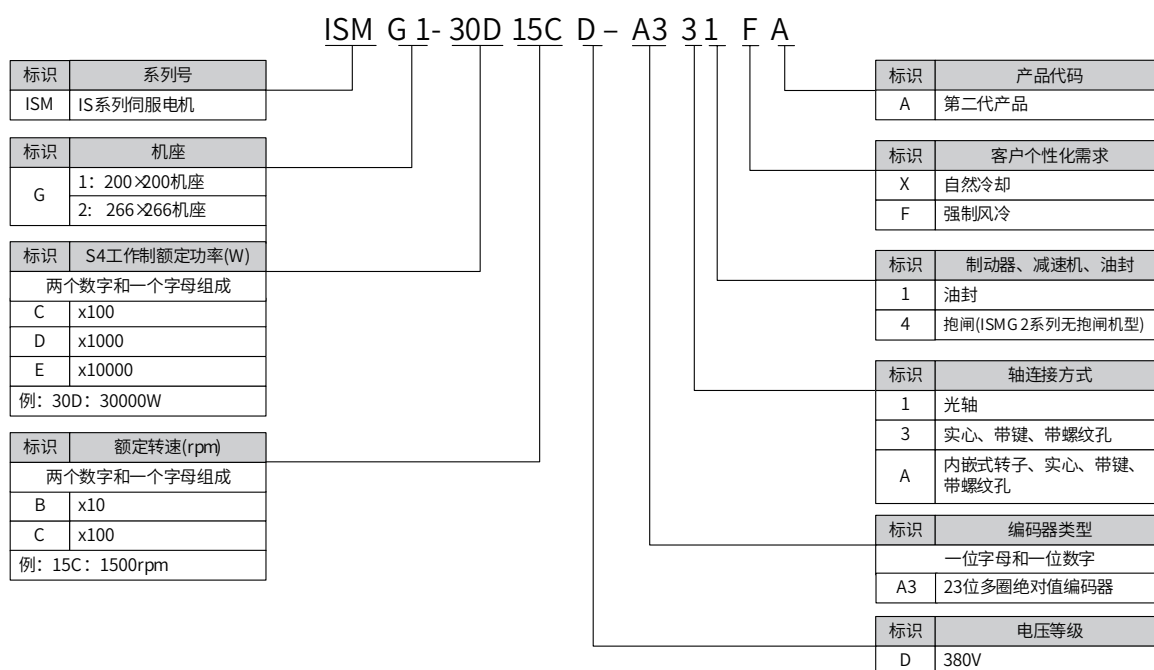 ISM G 1- 30D 15C D – A3 3 1 F A
标识 系列号
ISM IS系列伺服电机
标识 机座
G
1：200×200机座
2: 266×266机座
标识 S4工作制额定功率(W)
两个数字和一个字母组成
C x100
D x1000
E x10000
例：30D：30000W
标识 额定转速(rpm)
两个数字和一个字母组成
B x10
C x100
例：15C：1500rpm
标识 产品代码
A 第二代产品
标识 客户个性化需求
X 自然冷却
F 强制风冷
标识 制动器、减速机、油封
1 油封
4 抱闸(ISMG 2系列无抱闸机型)
标识 轴连接方式
1 光轴
3 实心、带键、带螺纹孔
A 内嵌式转子、实心、带键、
带螺纹孔
标识 编码器类型
一位字母和一位数字
A3 23位多圈绝对值编码器
标识 电压等级
D 380V